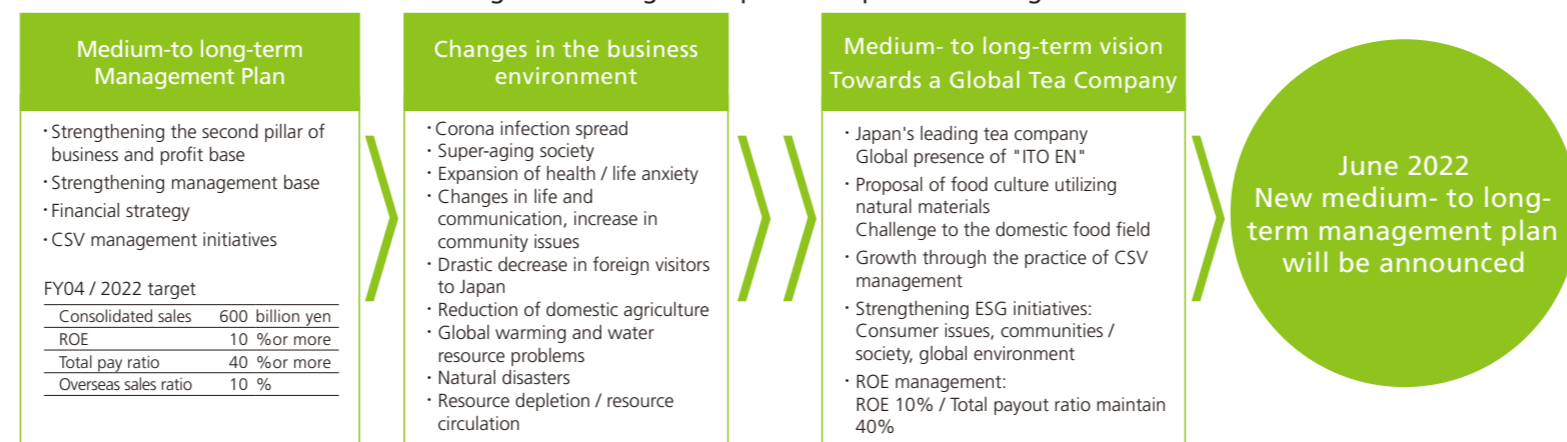 Medium-to long-term
Management Plan
・Strengthening the second pillar of
business and profit base
・Strengthening management base
・Financial strategy
・CSV management initiatives
FY04 / 2022 target
Consolidated sales 600 billion yen
ROE 10 %or more
Total pay ratio 40 %or more
Overseas sales ratio 10 %
Changes in the business
environment
・Corona infection spread
・Super-aging society
・Expansion of health / life anxiety
・Changes in life and
communication, increase in
community issues
・Drastic decrease in foreign visitors
to Japan
・Reduction of domestic agriculture
・Global warming and water
resource problems
・Natural disasters
・Resource depletion / resource
circulation
Medium- to long-term vision
Towards a Global Tea Company
・Japan's leading tea company
Global presence of "ITO EN"
・Proposal of food culture utilizing
natural materials
Challenge to the domestic food field
・Growth through the practice of CSV
management
・Strengthening ESG initiatives:
Consumer issues, communities /
society, global environment
・ROE management:
ROE 10% / Total payout ratio maintain
40%
June 2022
New medium- to long-
term management plan
will be announced